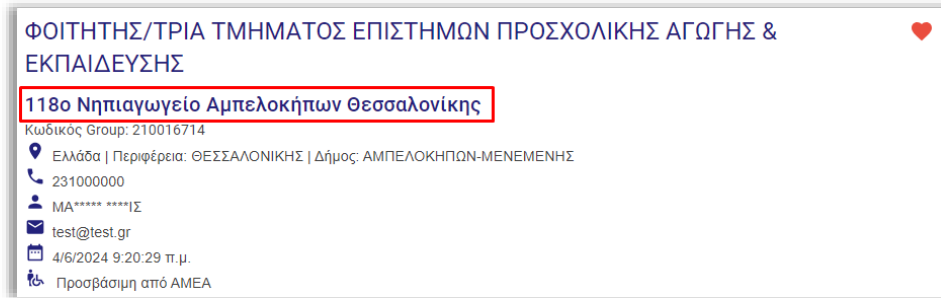 ΦΟΙΤΗΤΗΣ/ΤΡΙΑ ΤΜΗΜΑΤΟΣ ΕΠΙΣΤΗΜΩΝ ΠΡΟΣΧΟΛΙΚΗΣ ΑΓΩΓΗΣ &
ΕΚΠΑΙΔΕΥΣΗΣ
118ο Νηπιαγωγείο Αμπελοκήπων Θεσσαλονίκης
Κωδικός Group: 210016714
Ελλάδα | Περιφέρεια: ΘΕΣΣΑΛΟΝΙΚΗΣ | Δήμος: ΑΜΠΕΛΟΚΗΠΩΝ-ΜΕΝΕΜΕΝΗΣ
231000000
ΜΑ***** ****ΙΣ
test@test.gr
4/6/2024 9:20:29 π.μ.
Προσβάσιμη από ΑΜΕΑ